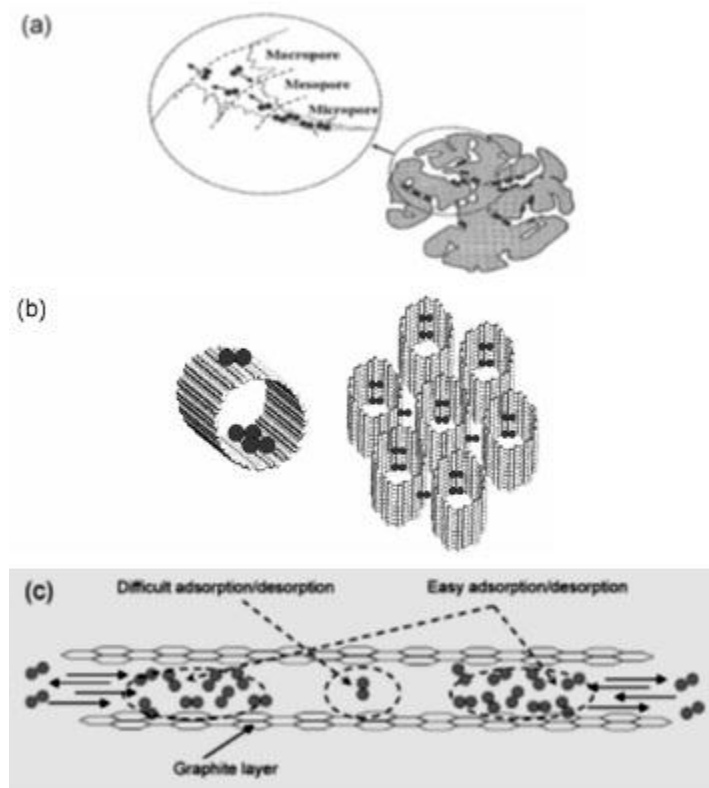 (a)
Macropore
Mesopore
Micropore
(b)
(c)
Difficult adsorption/desorption
Easy adsorption/desorption
Graphite layer